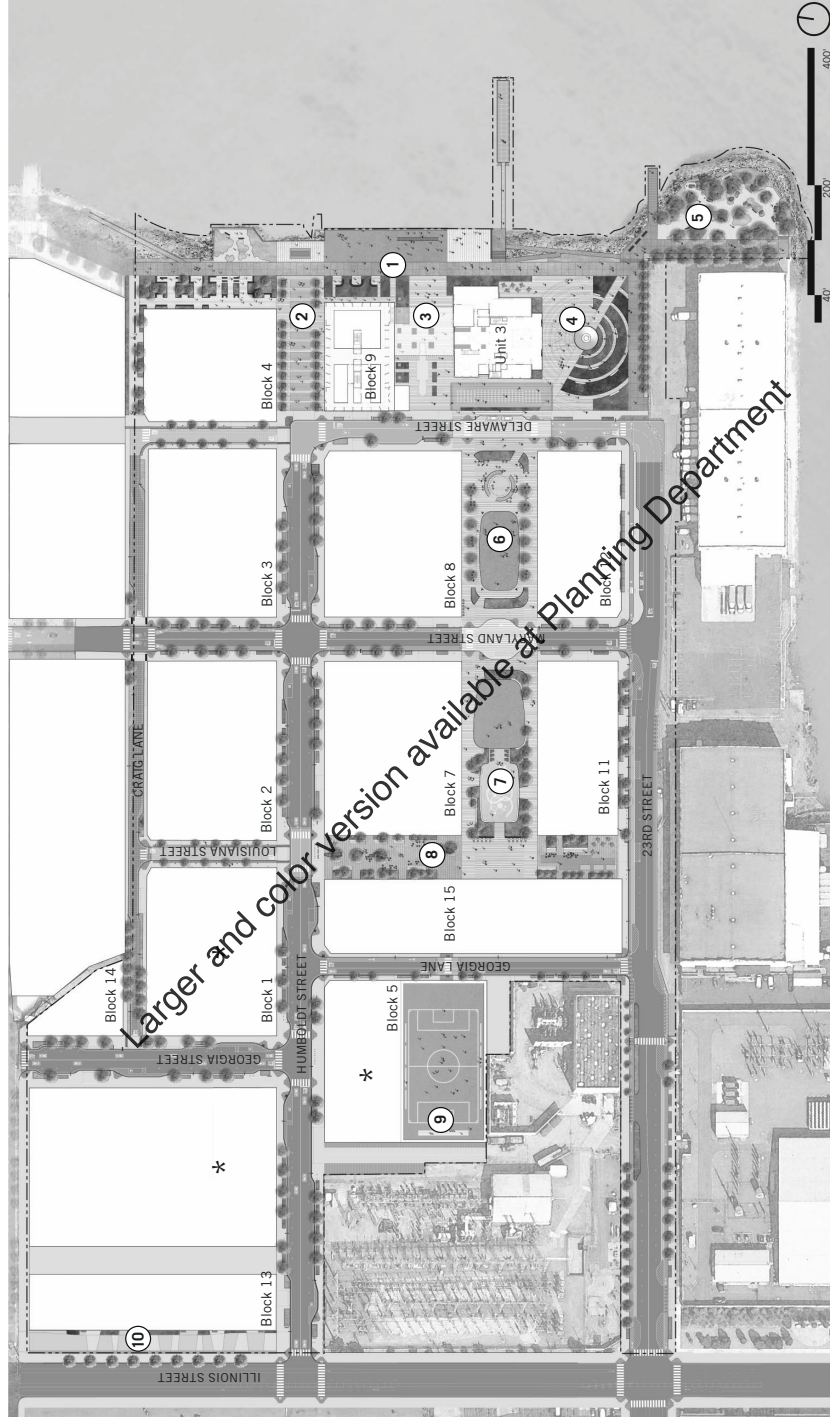 400'
200'
40'
5
1
2
3
4
Block 4
Block 9
Unit 3
DELAWARE STREET
Block 3
Block 8
6
Block 12
MARYLAND STREET
CRAIG LANE
Block 2
Block 7
7
Block 11
LOUISIANA STREET
8
23RD STREET
Block 15
Block 14
Block 1
*
GEORGIA LANE
GEORGIA STREET
HUMBOLDT STREET
Block 5
*
9
*
Block 13
10
ILLINOIS STREET
Larger and color version available at Planning Department